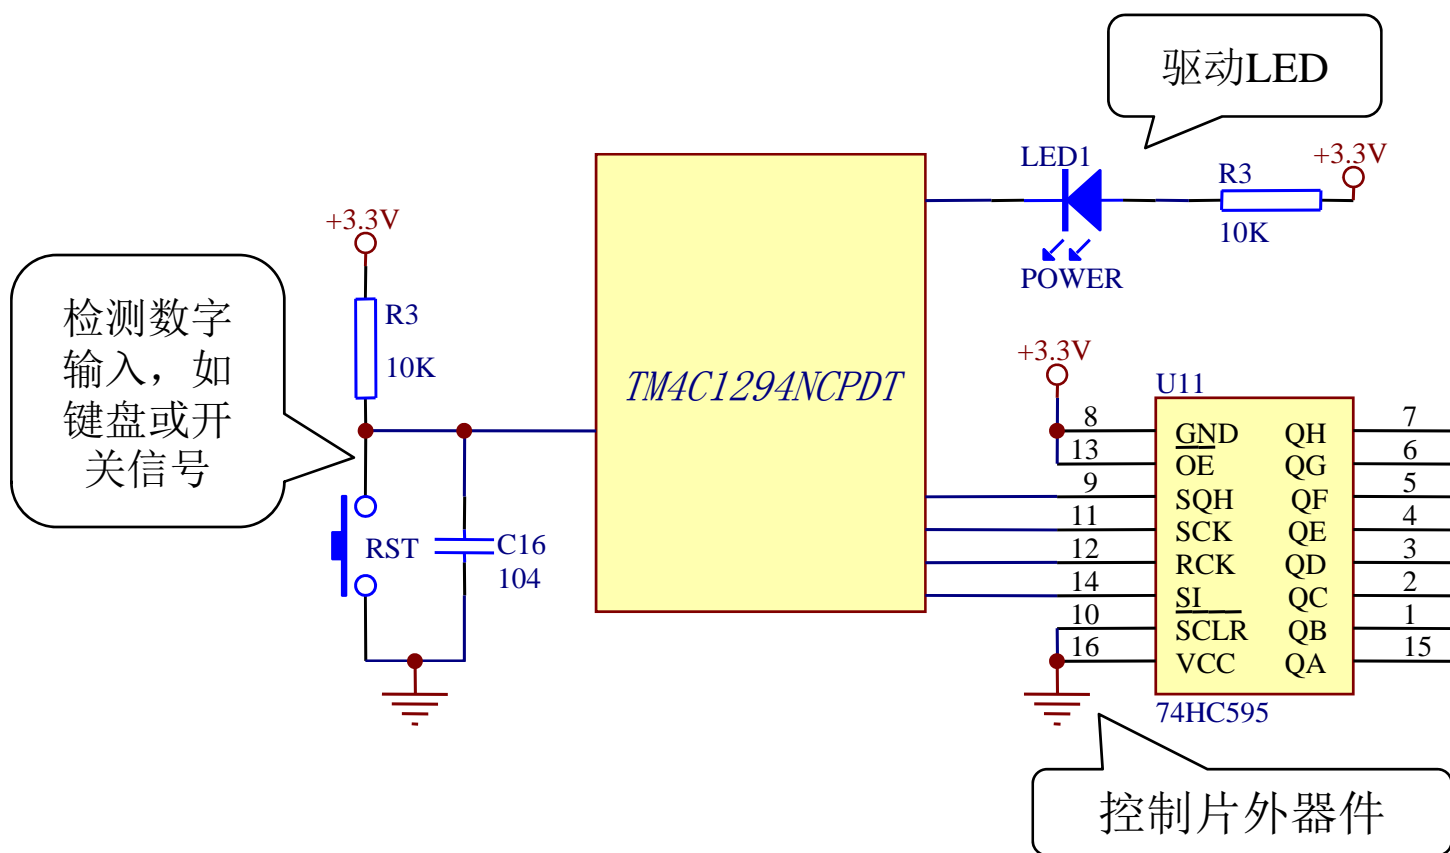 驱动LED
LED1
R3
+3.3V
10K
POWER
+3.3V
R3
10K
检测数字
输入，如
键盘或开
关信号
RST
C16
104
TM4C1294NCPDT
+3.3V
U11
8 GND QH 7
13 OE QG 6
9 SQH QF 5
11 SCK QE 4
12 RCK QD 3
14 SI QC 2
10 SCLR QB 1
16 VCC QA 15
74HC595
控制片外器件